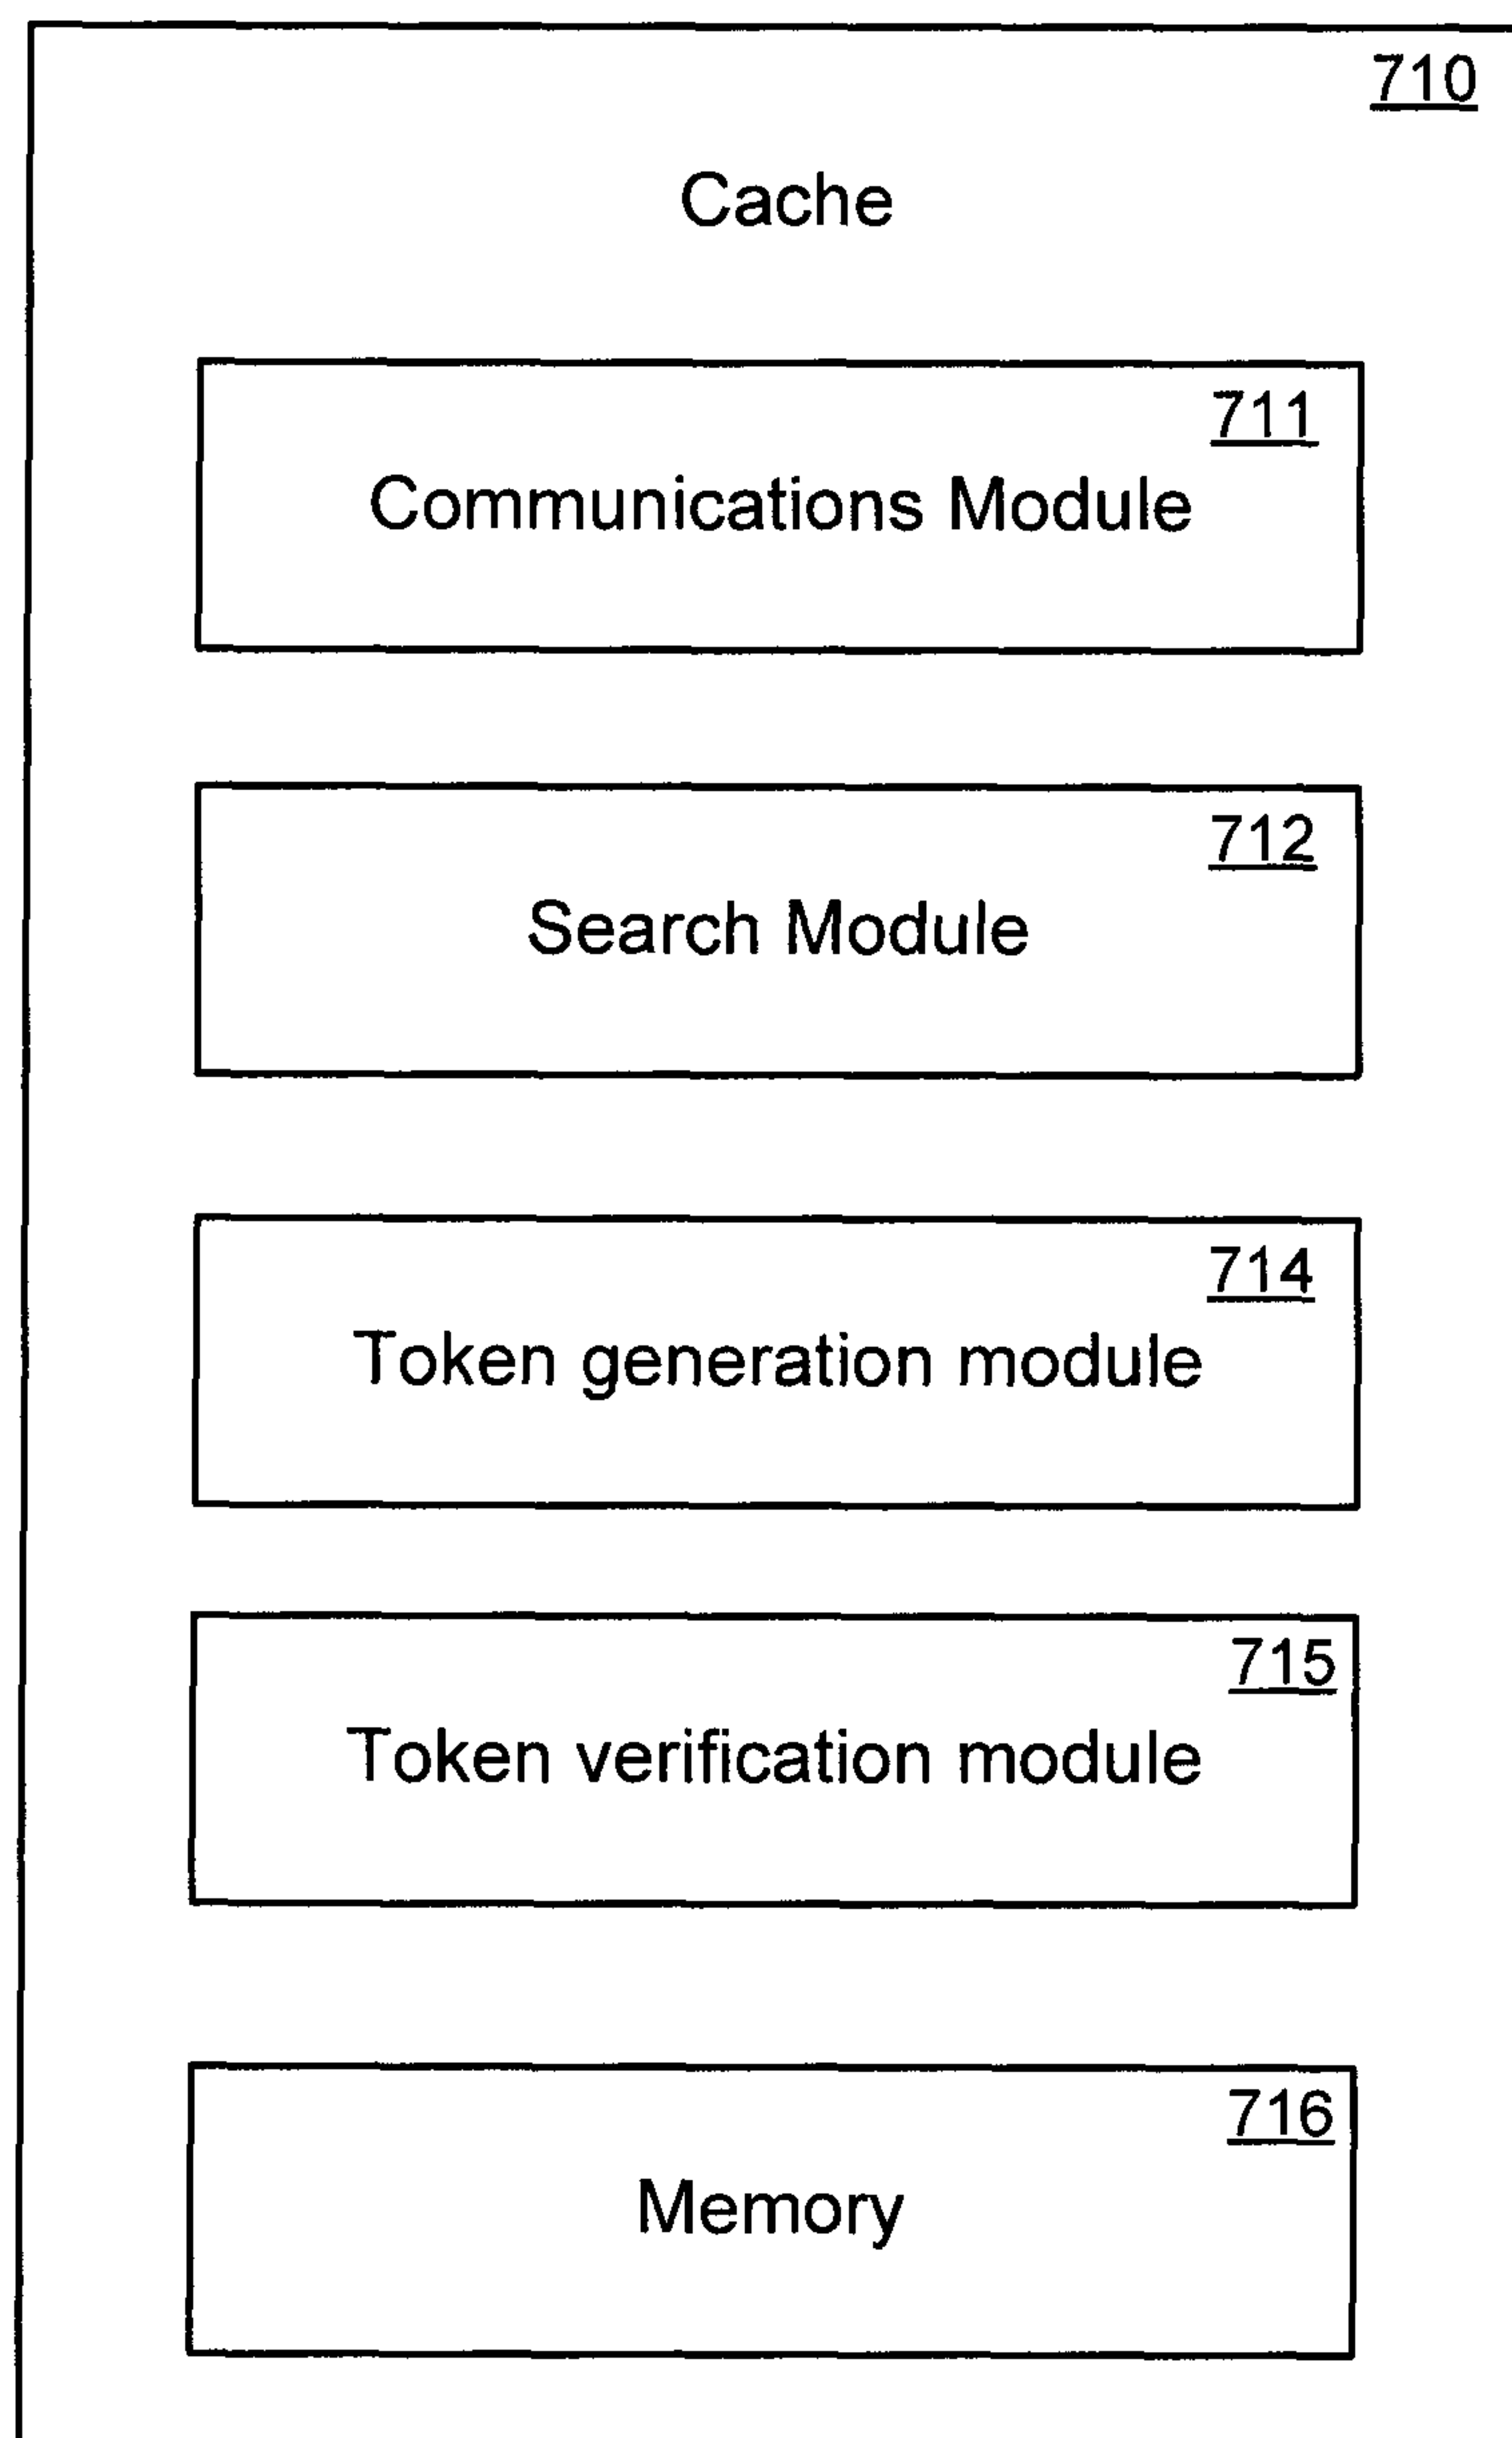 710
Cache
711
Communications Module
712
Search Module
714
Token generation module
715
Token verification module
716
Memory